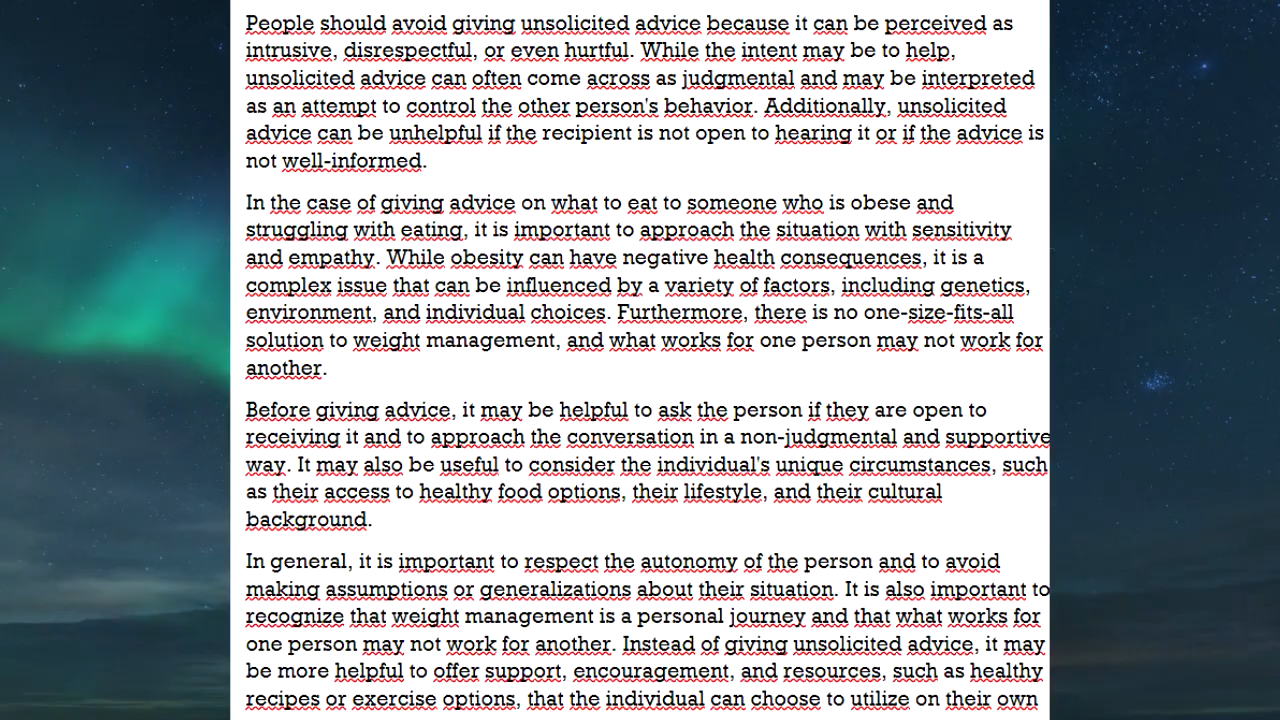 People should avoid giving unsolicited advice because it can be perceived as
intrusive, disrespectful, or even hurtful. While the intent may be to help,
unsolicited advice can often come across as judgmental and may be interpreted
as an attempt to control the other person's behavior. Additionally, unsolicited
advice can be unhelpful if the recipient is not open to hearing it or if the advice is
not well-informed.
In the case of giving advice on what to eat to someone who is obese and
struggling with eating, it is important to approach the situation with sensitivity
and empathy. While obesity can have negative health consequences, it is a
complex issue that can be influenced by a variety of factors, including genetics,
environment, and individual choices. Furthermore, there is no one-size-fits-all
solution to weight management, and what works for one person may not work for
another.
Before giving advice, it may be helpful to ask the person if they are open to
receiving it and to approach the conversation in a non-judgmental and supportive
way. It may also be useful to consider the individual's unique circumstances, such
as their access to healthy food options, their lifestyle, and their cultural
background.
In general, it is important to respect the autonomy of the person and to avoid
making assumptions or generalizations about their situation. It is also important to
recognize that weight management is a personal journey and that what works for
one person may not work for another. Instead of giving unsolicited advice, it may
be more helpful to offer support, encouragement, and resources, such as healthy
recipes or exercise options, that the individual can choose to utilize on their own